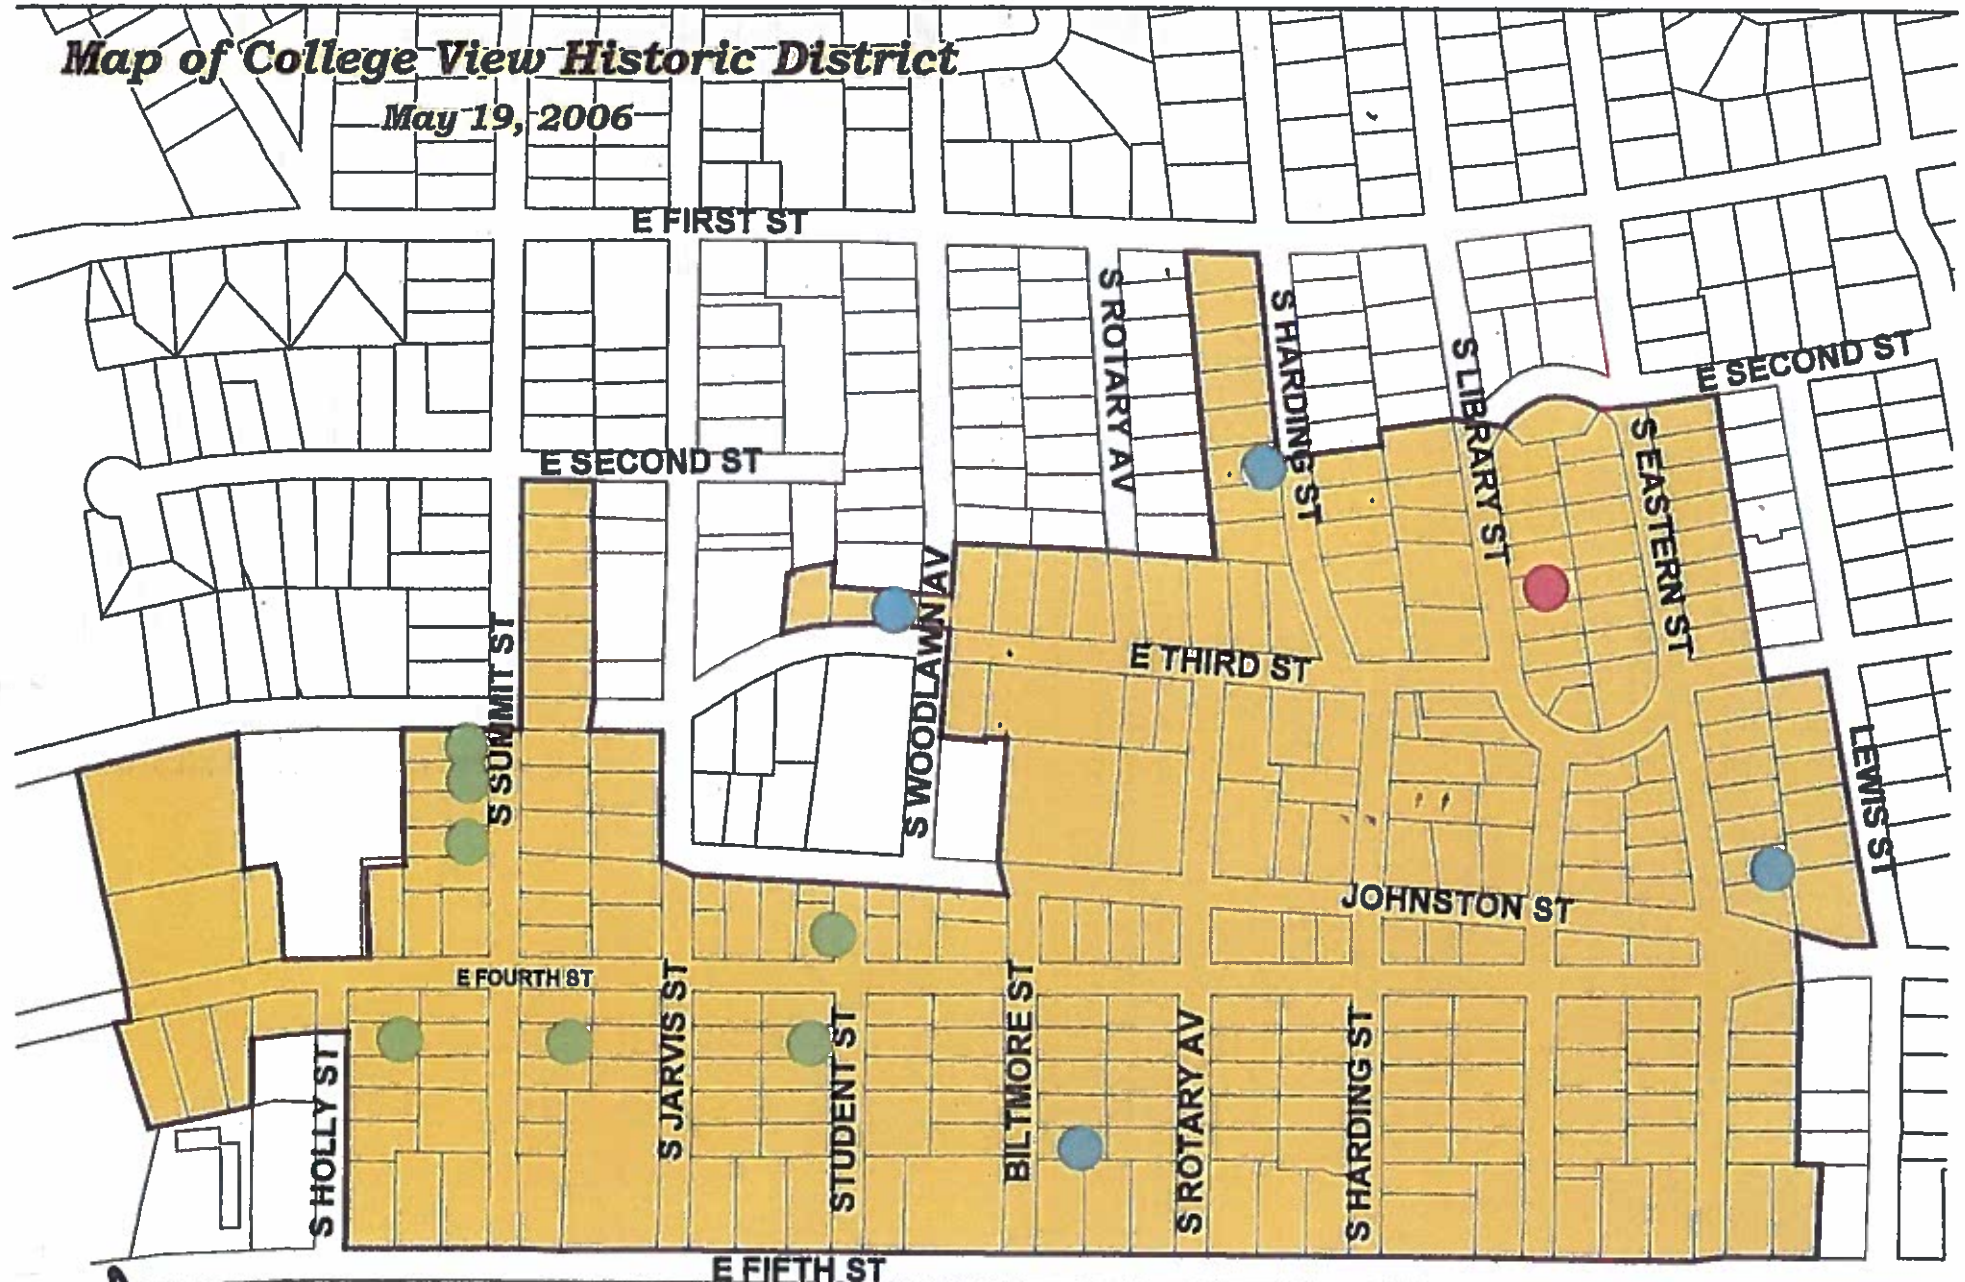 Map of College View Historic District
May 19, 2006
E FIRST ST
S ROTARY AV
S HARDING ST
S LIBRARY ST
E SECOND ST
S EASTERN ST
E SECOND ST
S SUMMIT ST
S WOODLAWN AV
E THIRD ST
LEWIS ST
JOHNSTON ST
E FOURTH ST
S HOLLY ST
S JARVIS ST
STUDENT ST
BILTMORE ST
S ROTARY AV
S HARDING ST
E FIFTH ST